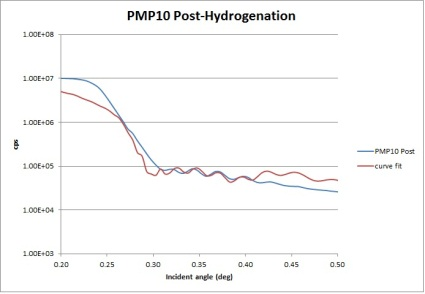 PMP10 Post-Hydrogenation
1.00E+08
1.00E+07
1.00E+06
1.00E+05
1.00E+04
1.00E+03
cps
0.20 0.25 0.30 0.35 0.40 0.45 0.50
Incident angle (deg)
PMP10 Post
curve fit